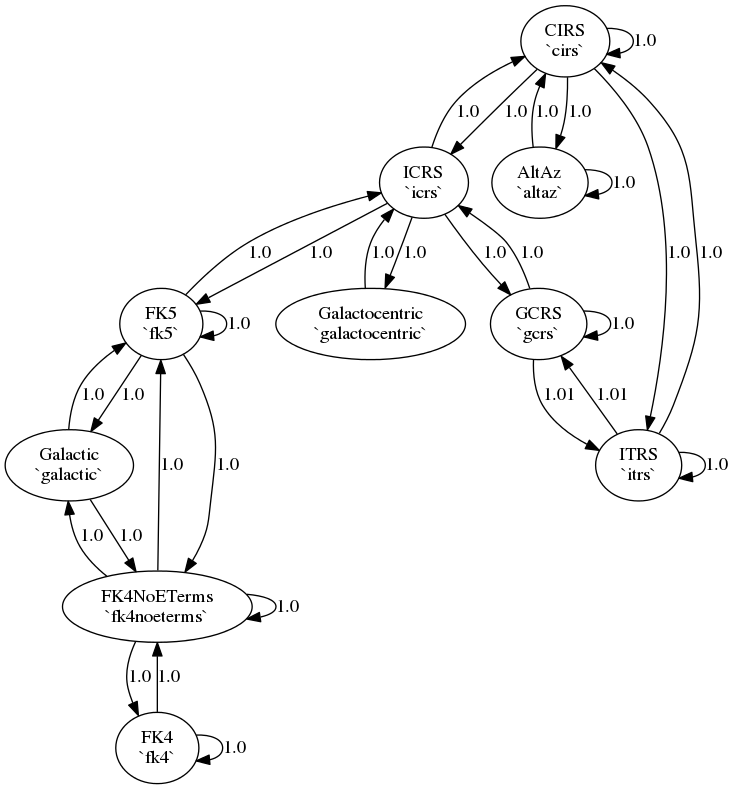 CIRS
`cirs`
1.0
1.0
1.0
1.0
1.0
ICRS
`icrs`
AltAz
`altaz`
1.0
1.0
1.0
1.0
1.0
1.0
1.0
1.0
1.0
FK5
`fk5`
1.0
Galactocentric
`galactocentric`
GCRS
`gcrs`
1.0
1.0
1.0
1.01
1.01
Galactic
`galactic`
1.0
1.0
ITRS
`itrs`
1.0
1.0
1.0
FK4NoETerms
`fk4noeterms`
1.0
1.0
1.0
FK4
`fk4`
1.0